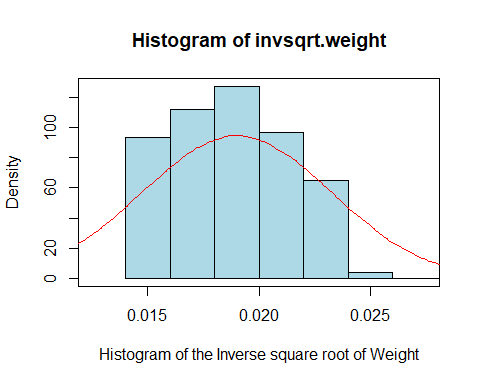 Histogram of invsqrt.weight
Density
0 20 60 100
0.015 0.020 0.025
Histogram of the Inverse square root of Weight